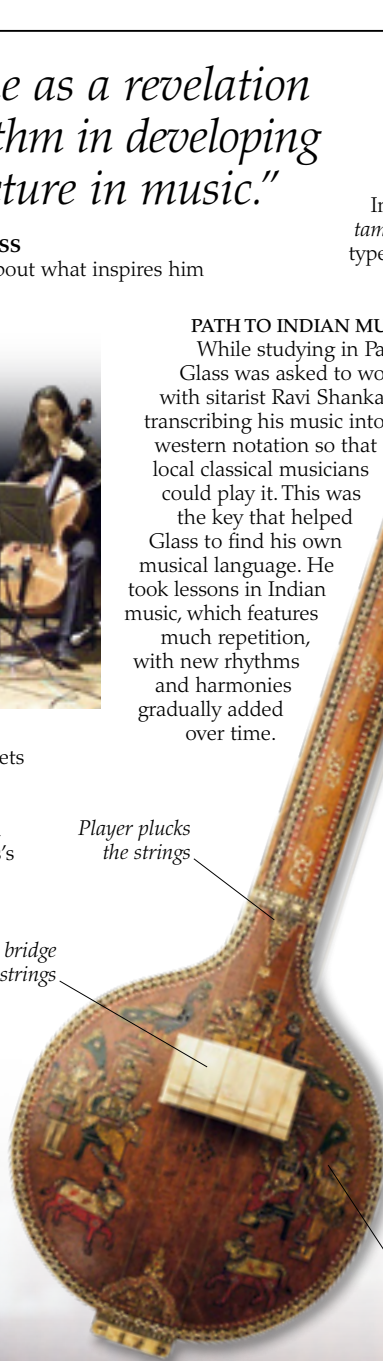 e as a revelation
thm in developing
cture in music.”
ss
bout what inspires him
In
tam
type
PATH TO INDIAN MU
While studying in Pa
Glass was asked to wo
with sitarist Ravi Shanka
transcribing his music into
western notation so that
local classical musicians
could play it. This was
the key that helped
Glass to find his own
musical language. He
took lessons in Indian
music, which features
much repetition,
with new rhythms
and harmonies
gradually added
over time.
ets
’s
Player plucks
the strings
bridge
strings